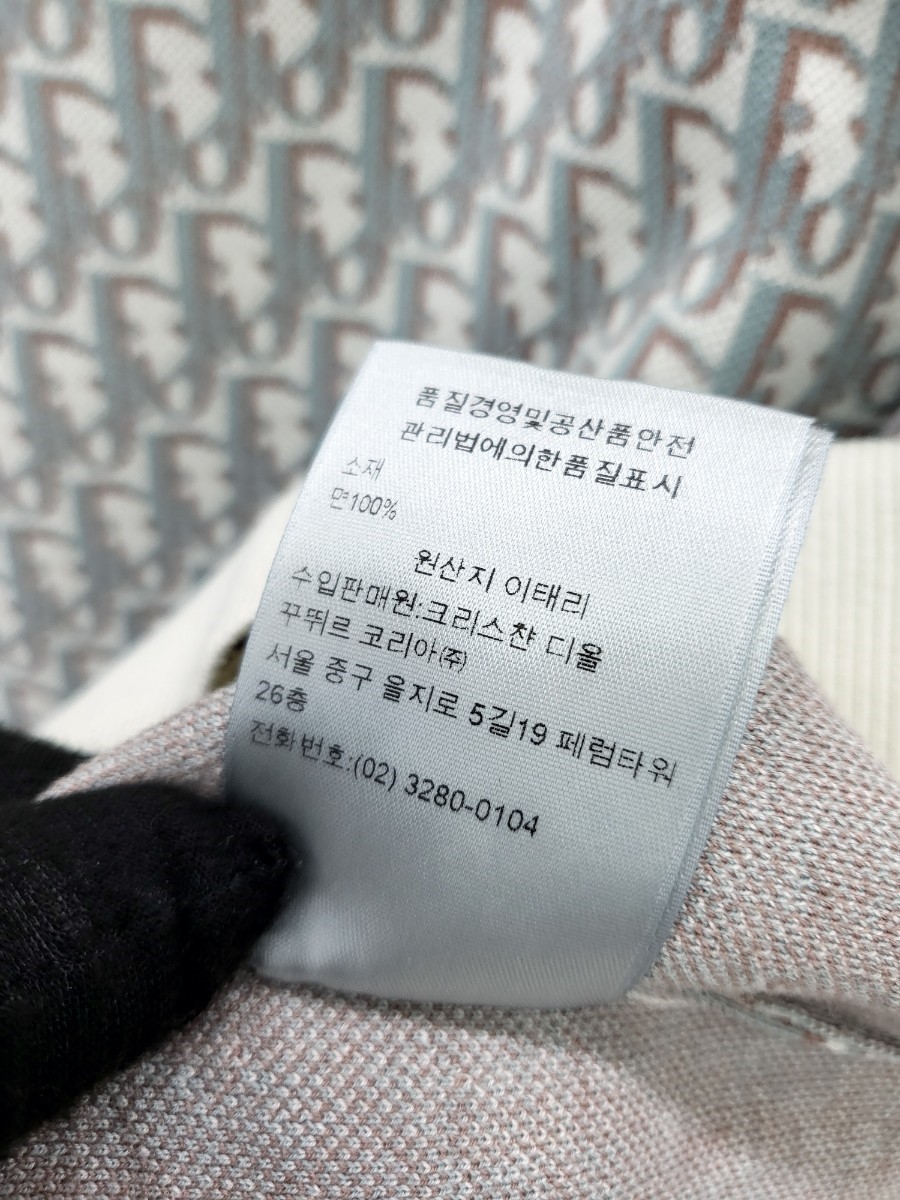 품질경영및공산품안전
관리법에의한품질표시
소재
면100%
원산지 이태리
수입판매원:크리스챤 디올
꾸뛰르 코리아(주)
서울 중구 을지로 5길19 페럼타워
26층
전화번호:(02) 3280-0104